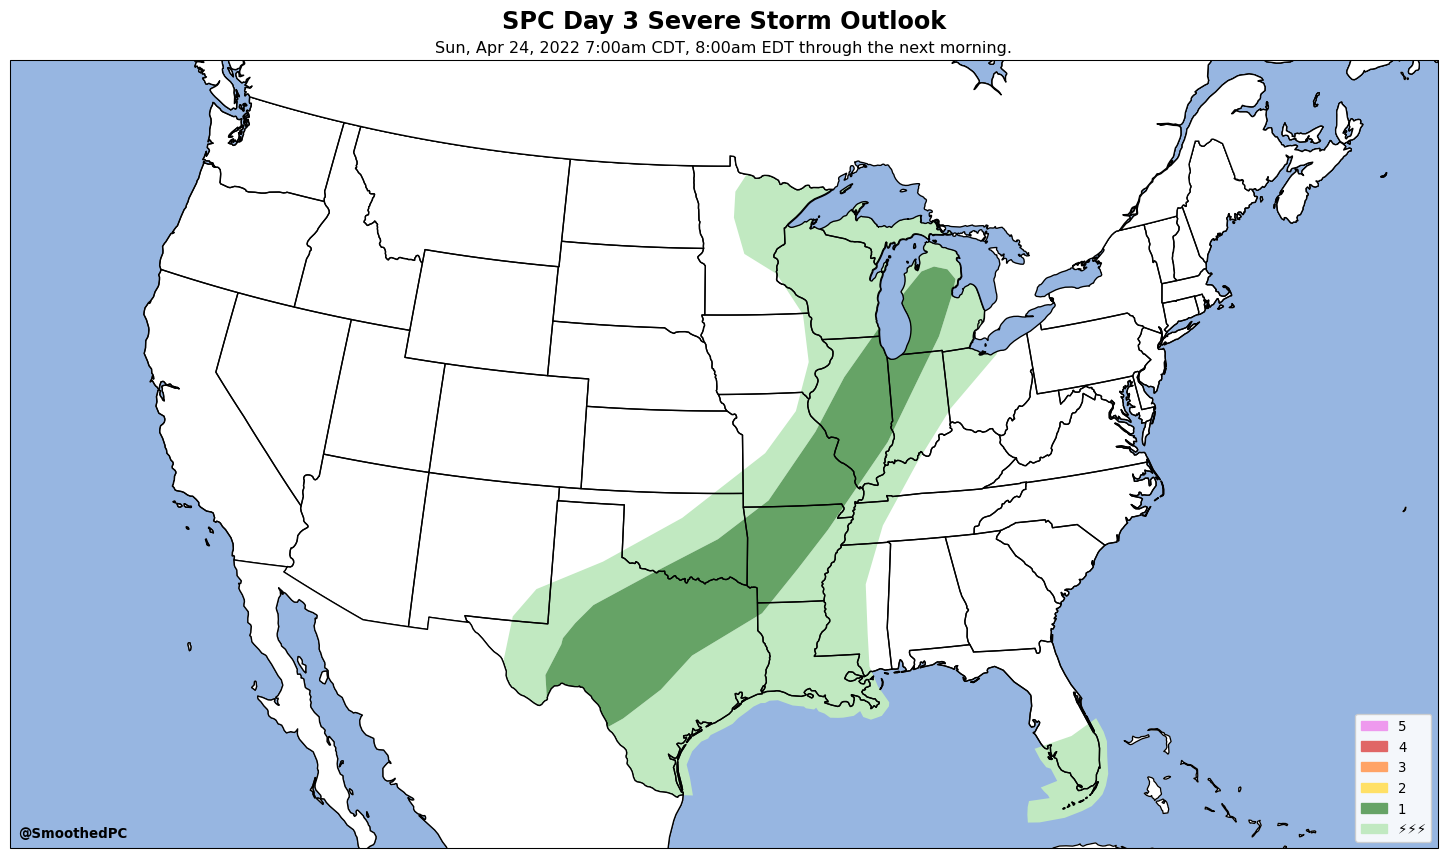 SPC Day 3 Severe Storm Outlook
Sun, Apr 24, 2022 7:00am CDT, 8:00am EDT through the next morning.
5
4
3
2
1
⚡⚡⚡
@SmoothedPC